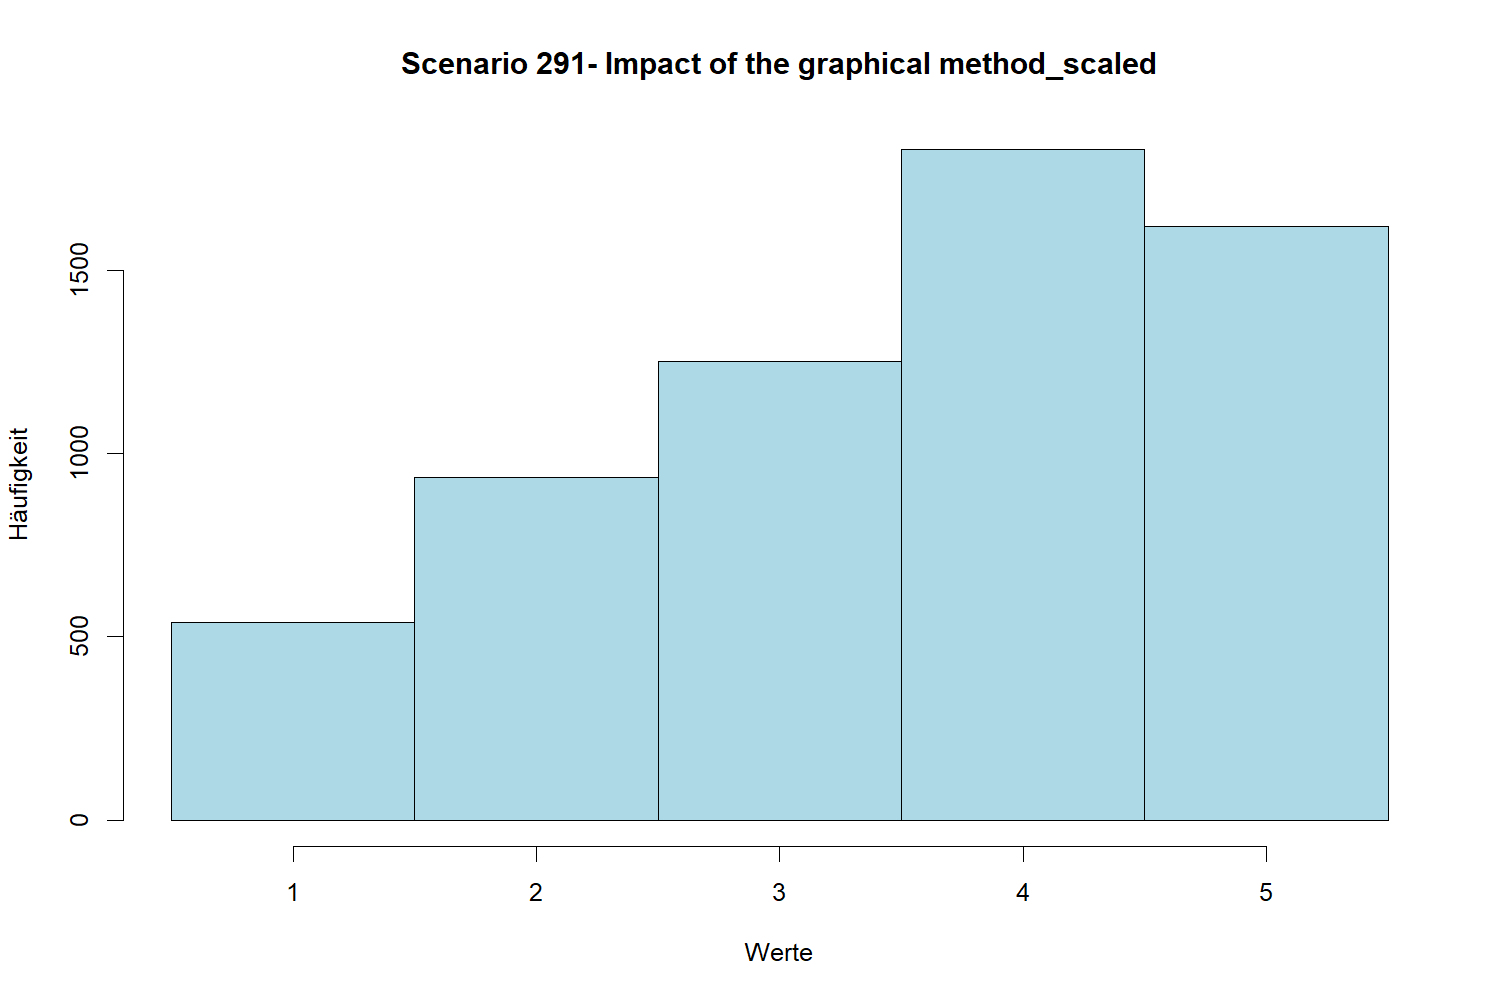 Scenario 291- Impact of the graphical method_scaled
Häufigkeit
1500
1000
500
0
1 2 3 4 5
Werte